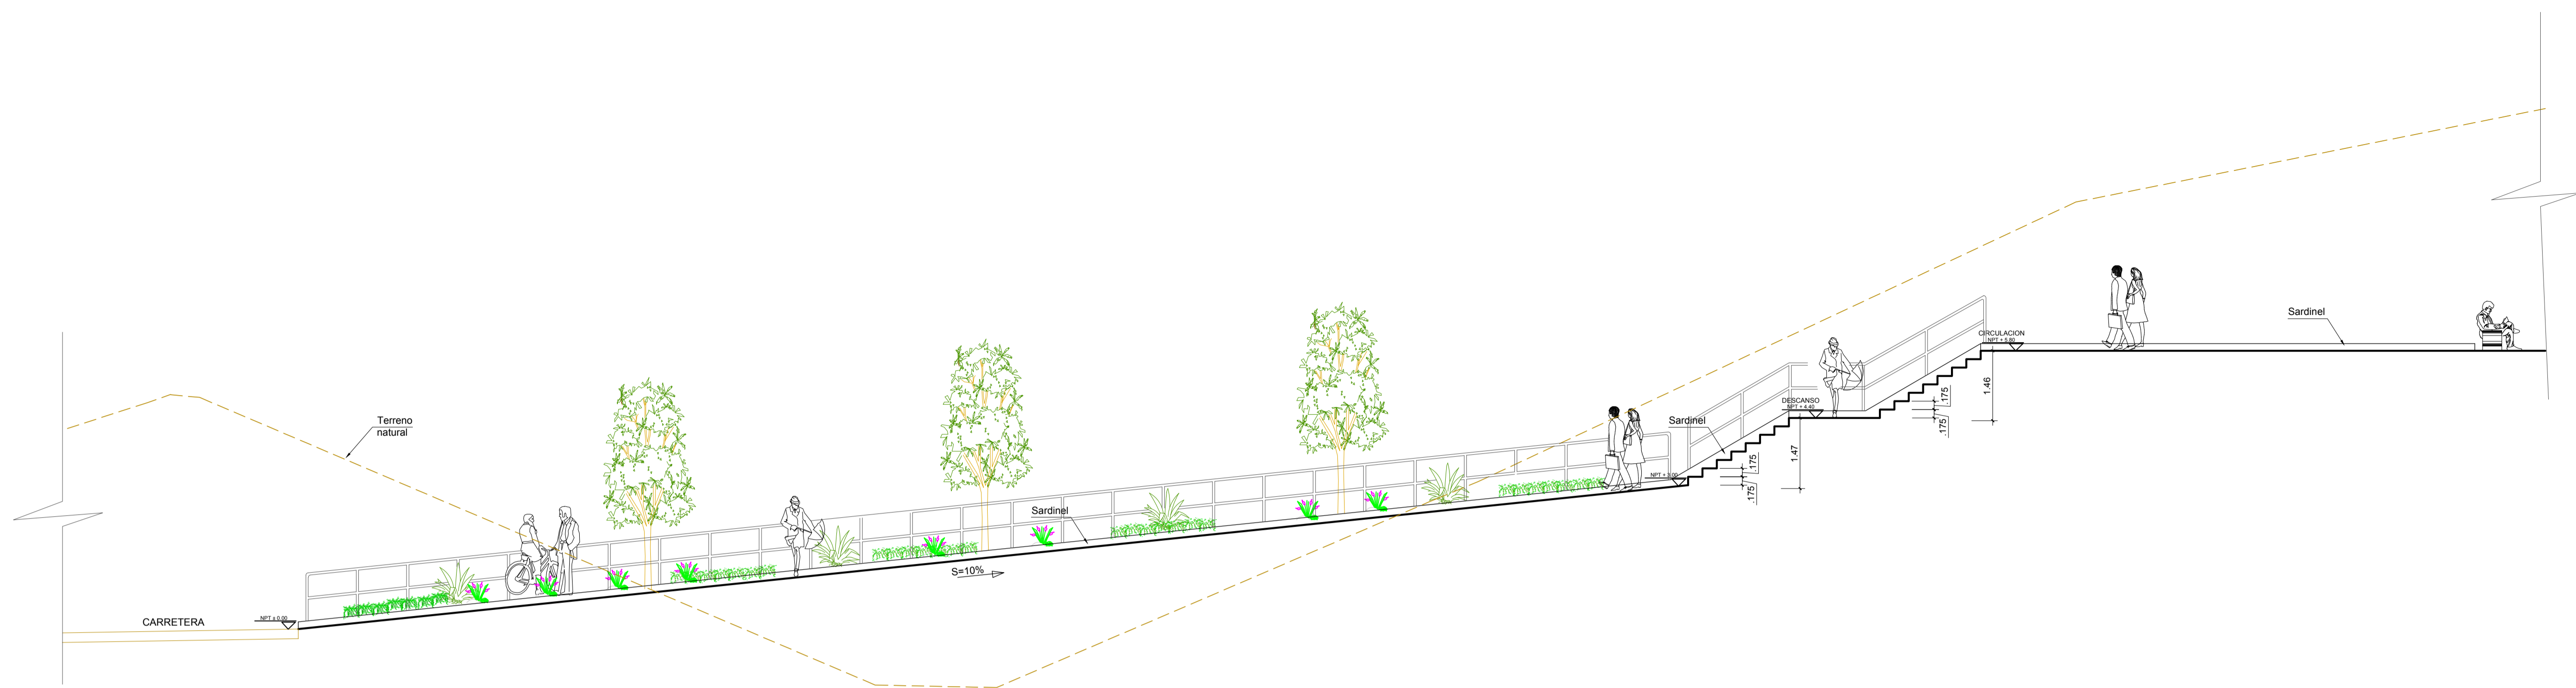 Terreno
natural
CARRETERA
NPT ± 0.00
S=10%
Sardinel
NPT + 3.00
Sardinel
.175
.175
1.47
DESCANSO
NPT + 4.40
.175
.175
1.46
CIRCULACION
NPT + 5.80
Sardinel